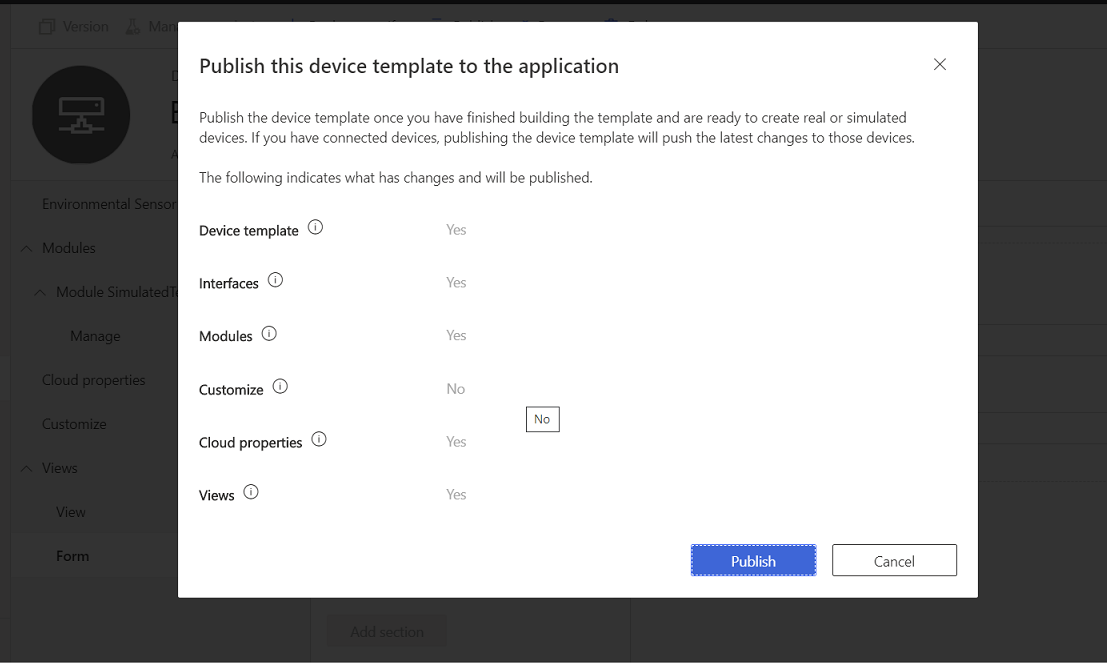 Version
Publish this device template to the application
Publish the device template once you have finished building the template and are ready to create real or simulated
devices. If you have connected devices, publishing the device template will push the latest changes to those devices.
The following indicates what has changes and will be published.
Environmental Sensor
Device template Yes
Modules
Interfaces Yes
Module
Modules Yes
Manage
Cloud properties
Customize No
No
Customize
Cloud properties Yes
Views
Views Yes
View
Form
Publish Cancel
Add section